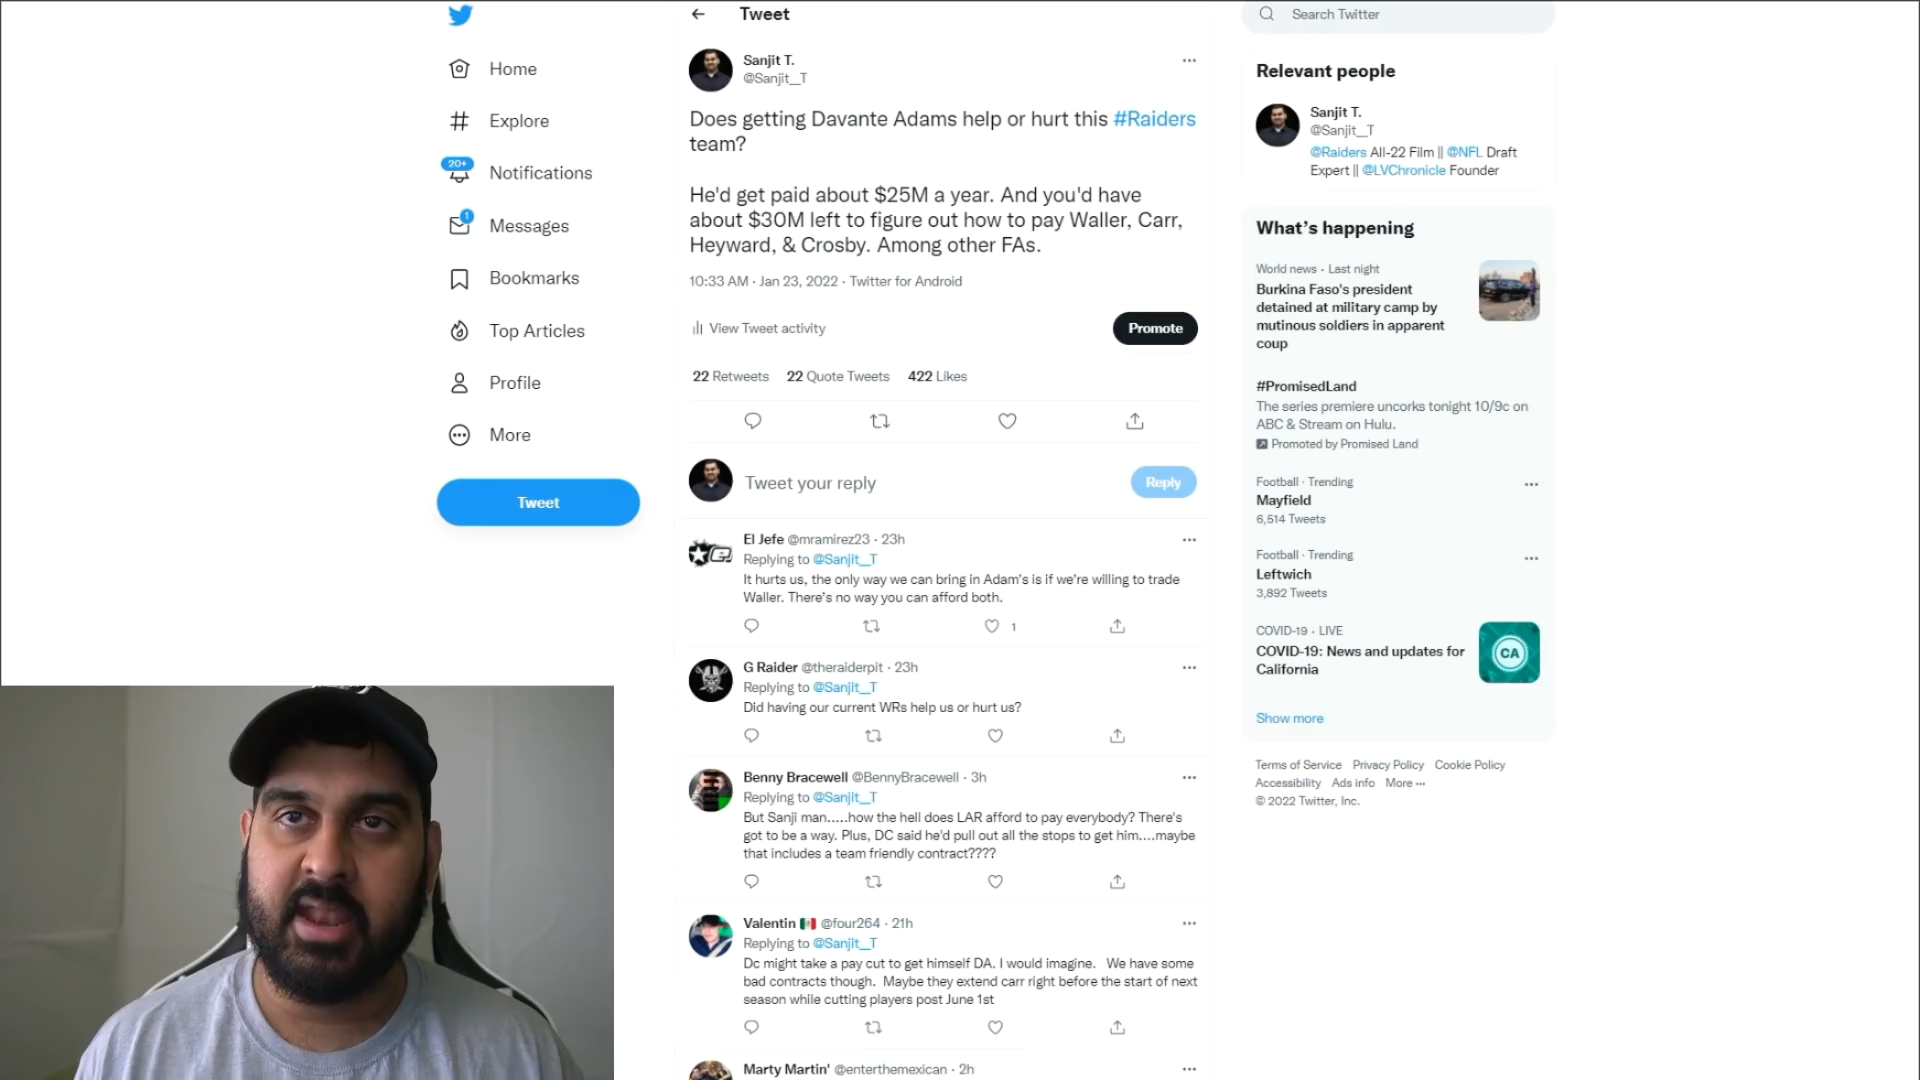 Tweet
Search Twitter
Home
Explore
20+
Notifications
1
Messages
Bookmarks
Top Articles
Profile
More
Tweet
Sanjit T.
@Sanjit__T
Does getting Davante Adams help or hurt this #Raiders
team?
He'd get paid about $25M a year. And you'd have
about $30M left to figure out how to pay Waller, Carr,
Heyward, & Crosby. Among other FAs.
10:33 AM · Jan 23, 2022 · Twitter for Android
View Tweet activity
Promote
22 Retweets 22 Quote Tweets 422 Likes
Tweet your reply
Reply
El Jefe @mramirez23 · 23h
Replying to @Sanjit__T
It hurts us, the only way we can bring in Adam's is if we're willing to trade
Waller. There's no way you can afford both.
1
G Raider @theraiderpit · 23h
Replying to @Sanjit__T
Did having our current WRs help us or hurt us?
Benny Bracewell @BennyBracewell · 3h
Replying to @Sanjit__T
But Sanji man.....how the hell does LAR afford to pay everybody? There's
got to be a way. Plus, DC said he'd pull out all the stops to get him....maybe
that includes a team friendly contract????
Valentin 🇲🇽 @four264 · 21h
Replying to @Sanjit__T
Dc might take a pay cut to get himself DA. I would imagine. We have some
bad contracts though. Maybe they extend carr right before the start of next
season while cutting players post June 1st
Marty Martin' @enterthemexican · 2h
Relevant people
Sanjit T.
@Sanjit__T
@Raiders All-22 Film || @NFL Draft
Expert || @LVChronicle Founder
What's happening
World news · Last night
Burkina Faso's president
detained at military camp by
mutinous soldiers in apparent
coup
#PromisedLand
The series premiere uncorks tonight 10/9c on
ABC & Stream on Hulu.
Promoted by Promised Land
Football · Trending
Mayfield
6,514 Tweets
Football · Trending
Leftwich
3,892 Tweets
COVID-19 · LIVE
COVID-19: News and updates for
California
CA
Show more
Terms of Service Privacy Policy Cookie Policy
Accessibility Ads info More ···
© 2022 Twitter, Inc.